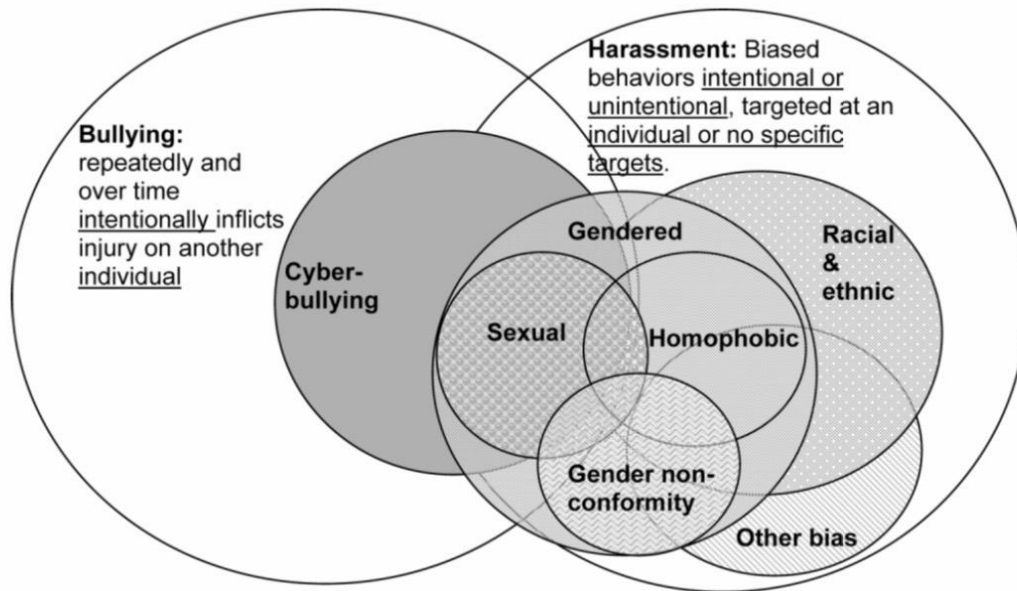 Bullying:
repeatedly and
over time
intentionally inflicts
injury on another
individual
Harassment: Biased
behaviors intentional or
unintentional, targeted at an
individual or no specific
targets.
Cyber-
bullying
Gendered
Sexual
Homophobic
Racial
&
ethnic
Gender non-
conformity
Other bias